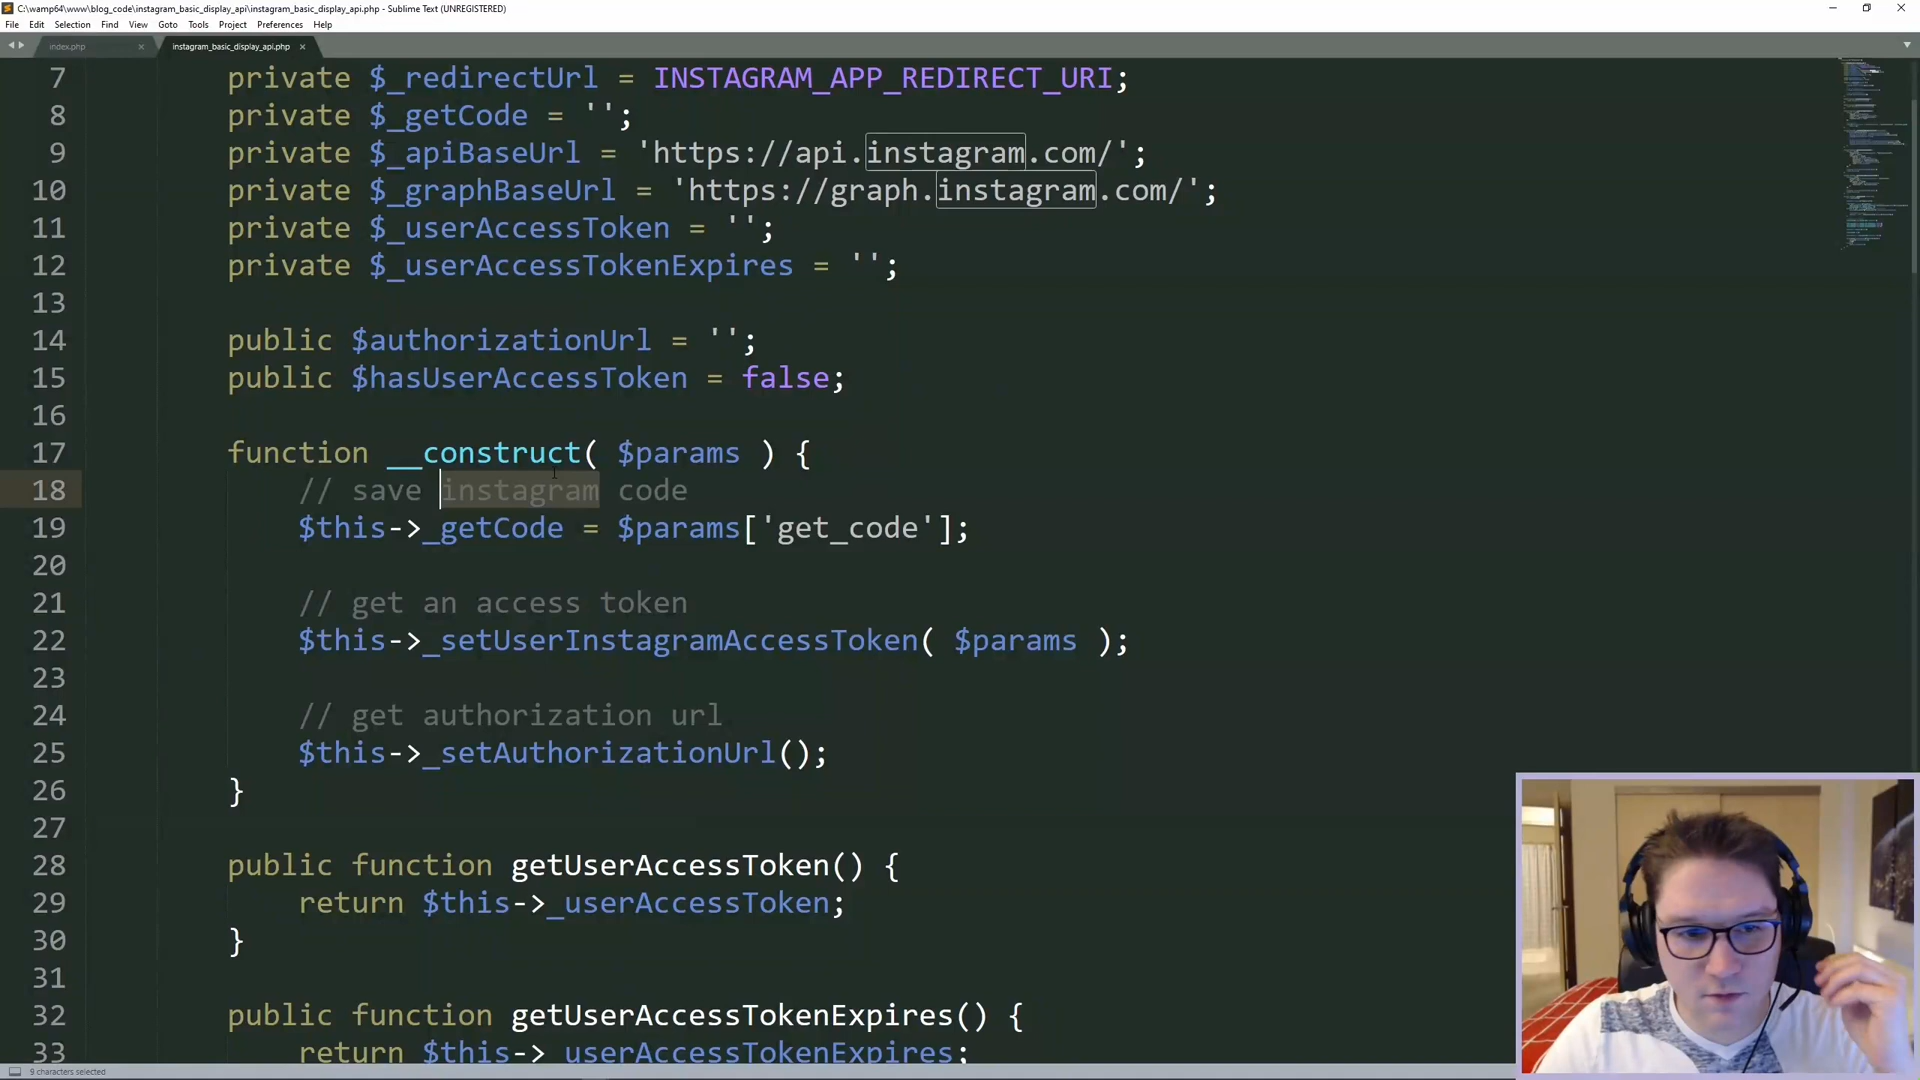 C:\wamp64\www\blog_code\instagram_basic_display_api\instagram_basic_display_api.php - Sublime Text (UNREGISTERED)
File Edit Selection Find View Goto Tools Project Preferences Help
index.php instagram_basic_display_api.php
7 private $_redirectUrl = INSTAGRAM_APP_REDIRECT_URI;
8 private $_getCode = '';
9 private $_apiBaseUrl = 'https://api.instagram.com/';
10 private $_graphBaseUrl = 'https://graph.instagram.com/';
11 private $_userAccessToken = '';
12 private $_userAccessTokenExpires = '';
13
14 public $authorizationUrl = '';
15 public $hasUserAccessToken = false;
16
17 function __construct( $params ) {
18 // save instagram code
19 $this->_getCode = $params['get_code'];
20
21 // get an access token
22 $this->_setUserInstagramAccessToken( $params );
23
24 // get authorization url
25 $this->_setAuthorizationUrl();
26 }
27
28 public function getUserAccessToken() {
29 return $this->_userAccessToken;
30 }
31
32 public function getUserAccessTokenExpires() {
33 return $this->_userAccessTokenExpires;
9 characters selected